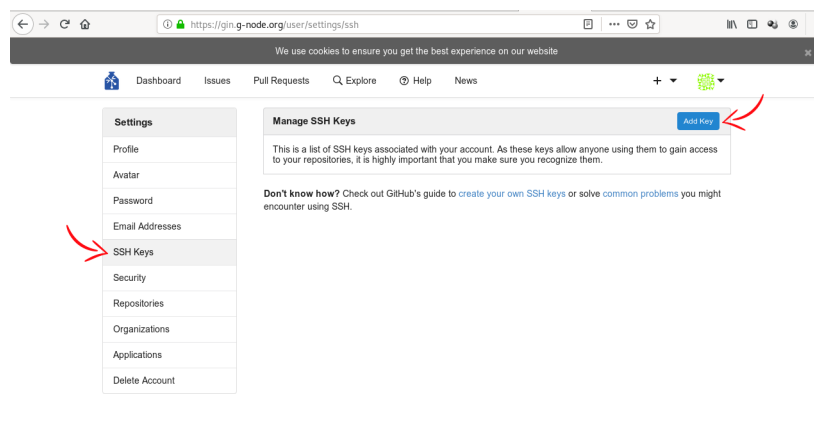 https://gin.g-node.org/user/settings/ssh
We use cookies to ensure you get the best experience on our website
Dashboard Issues Pull Requests Explore Help News
Settings
Profile
Avatar
Password
Email Addresses
SSH Keys
Security
Repositories
Organizations
Applications
Delete Account
Manage SSH Keys Add Key
This is a list of SSH keys associated with your account. As these keys allow anyone using them to gain access
to your repositories, it is highly important that you make sure you recognize them.
Don't know how? Check out GitHub's guide to create your own SSH keys or solve common problems you might
encounter using SSH.